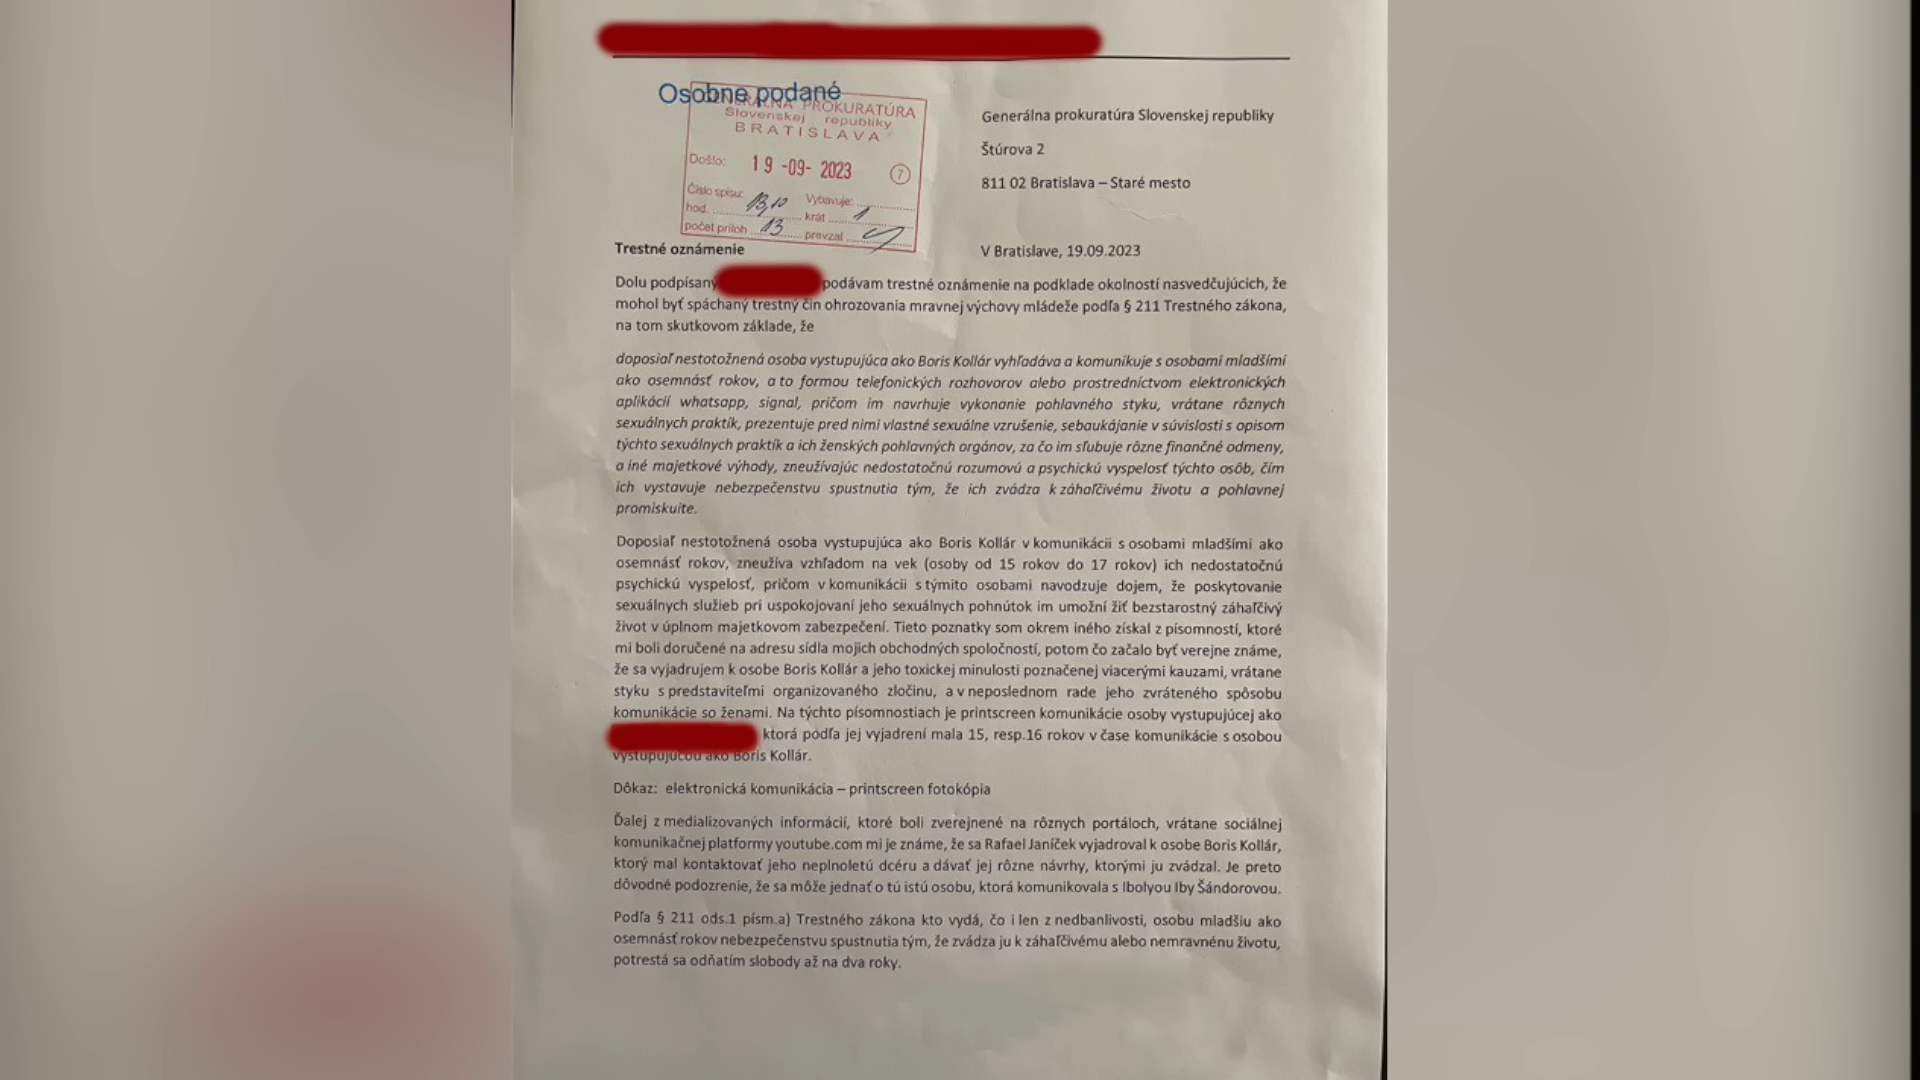 Osobne podané
GENERÁLNA PROKURATÚRA
Slovenskej republiky
BRATISLAVA
Došlo: 19 -09- 2023 7
Číslo spisu: Vybavuje:
hod. 13,10 krát 1
počet príloh 13 prevzal
Generálna prokuratúra Slovenskej republiky
Štúrova 2
811 02 Bratislava – Staré mesto
Trestné oznámenie
V Bratislave, 19.09.2023
Dolu podpísaný podávam trestné oznámenie na podklade okolností nasvedčujúcich, že
mohol byť spáchaný trestný čin ohrozovania mravnej výchovy mládeže podľa § 211 Trestného zákona,
na tom skutkovom základe, že
doposiaľ nestotožnená osoba vystupujúca ako Boris Kollár vyhľadáva a komunikuje s osobami mladšími
ako osemnásť rokov, a to formou telefonických rozhovorov alebo prostredníctvom elektronických
aplikácií whatsapp, signal, pričom im navrhuje vykonanie pohlavného styku, vrátane rôznych
sexuálnych praktík, prezentuje pred nimi vlastné sexuálne vzrušenie, sebaukájanie v súvislosti s opisom
týchto sexuálnych praktík a ich ženských pohlavných orgánov, za čo im sľubuje rôzne finančné odmeny,
a iné majetkové výhody, zneužívajúc nedostatočnú rozumovú a psychickú vyspelosť týchto osôb, čím
ich vystavuje nebezpečenstvu spustnutia tým, že ich zvádza k záhaľčivému životu a pohlavnej
promiskuite.
Doposiaľ nestotožnená osoba vystupujúca ako Boris Kollár v komunikácii s osobami mladšími ako
osemnásť rokov, zneužíva vzhľadom na vek (osoby od 15 rokov do 17 rokov) ich nedostatočnú
psychickú vyspelosť, pričom v komunikácii s týmito osobami navodzuje dojem, že poskytovanie
sexuálnych služieb pri uspokojovaní jeho sexuálnych pohnútok im umožní žiť bezstarostný záhaľčivý
život v úplnom majetkovom zabezpečení. Tieto poznatky som okrem iného získal z písomností, ktoré
mi boli doručené na adresu sídla mojich obchodných spoločností, potom čo začalo byť verejne známe,
že sa vyjadrujem k osobe Boris Kollár a jeho toxickej minulosti poznačenej viacerými kauzami, vrátane
styku s predstaviteľmi organizovaného zločinu, a v neposlednom rade jeho zvráteného spôsobu
komunikácie so ženami. Na týchto písomnostiach je printscreen komunikácie osoby vystupujúcej ako
ktorá podľa jej vyjadrení mala 15, resp.16 rokov v čase komunikácie s osobou
vystupujúcou ako Boris Kollár.
Dôkaz: elektronická komunikácia – printscreen fotokópia
Ďalej z medializovaných informácií, ktoré boli zverejnené na rôznych portáloch, vrátane sociálnej
komunikačnej platformy youtube.com mi je známe, že sa Rafael Janíček vyjadroval k osobe Boris Kollár,
ktorý mal kontaktovať jeho neplnoletú dcéru a dávať jej rôzne návrhy, ktorými ju zvádzal. Je preto
dôvodné podozrenie, že sa môže jednať o tú istú osobu, ktorá komunikovala s Ibolyou Iby Šándorovou.
Podľa § 211 ods.1 písm.a) Trestného zákona kto vydá, čo i len z nedbanlivosti, osobu mladšiu ako
osemnásť rokov nebezpečenstvu spustnutia tým, že zvádza ju k záhaľčivému alebo nemravnému životu,
potrestá sa odňatím slobody až na dva roky.